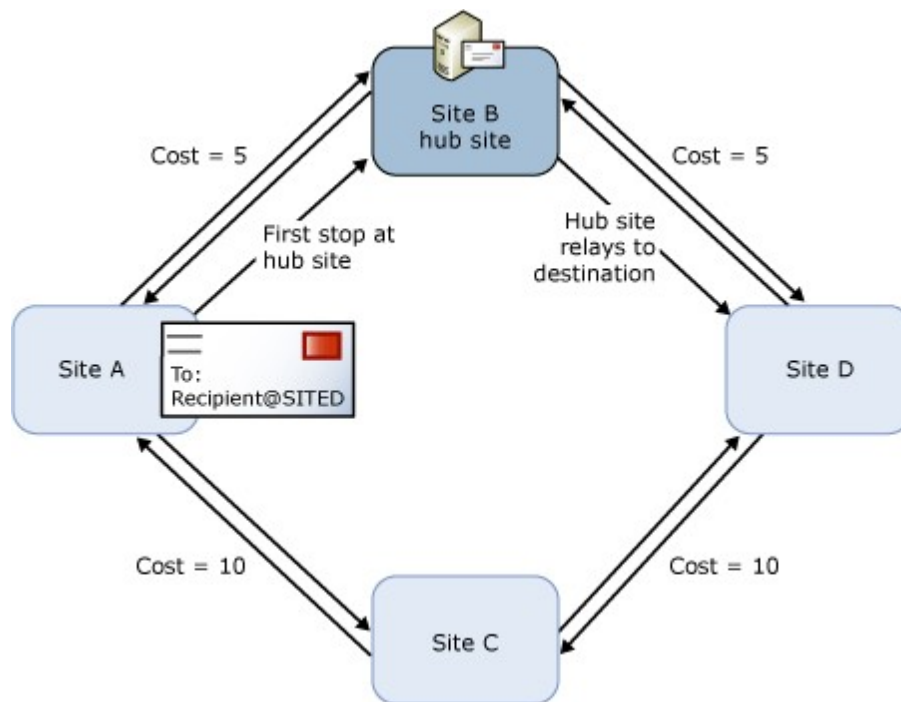 Site B
hub site
Cost = 5
Cost = 5
First stop at
hub site
Hub site
relays to
destination
Site A
To:
Recipient@SITED
Site D
Cost = 10
Cost = 10
Site C